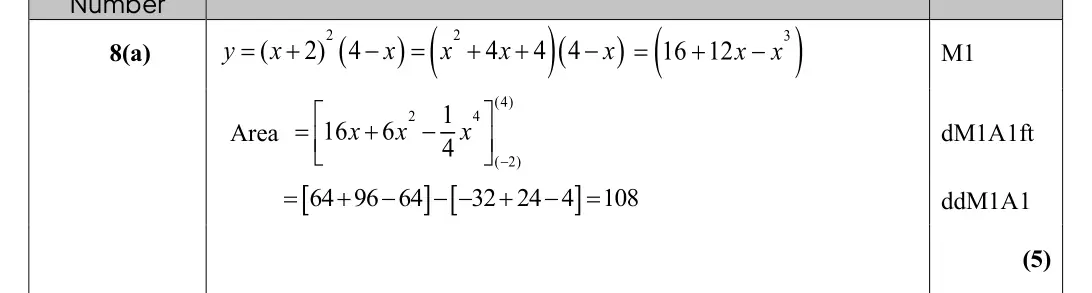 Number
8(a) y = (x + 2)² (4 − x) = (x² + 4x + 4)(4 − x) = (16 + 12x − x³) M1
Area = [16x + 6x² − 1/4 x⁴]₍₋₂₎⁽⁴⁾ dM1A1ft
= [64 + 96 − 64] − [−32 + 24 − 4] = 108 ddM1A1
(5)